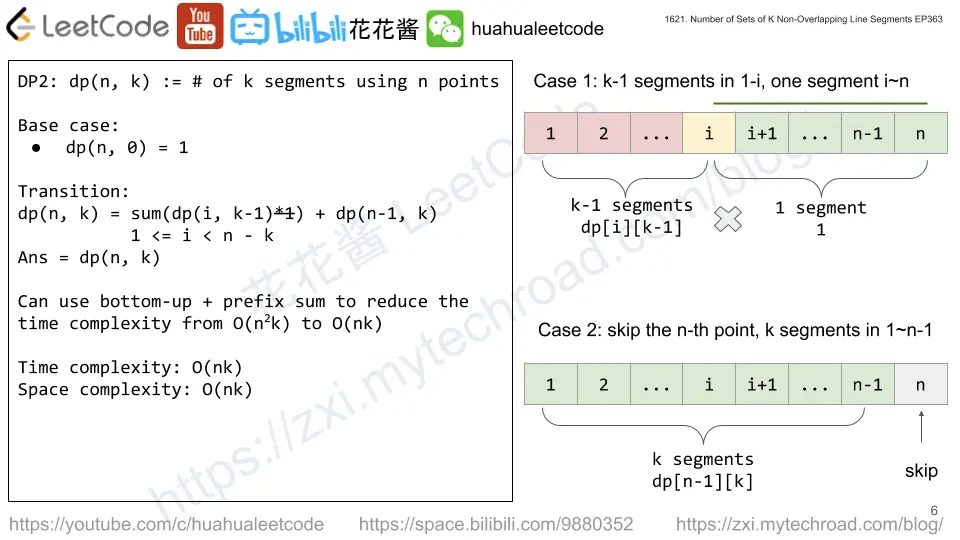 LeetCode You Tube bilibili 花花酱 huahualeetcode
1621. Number of Sets of K Non-Overlapping Line Segments EP363
DP2: dp(n, k) := # of k segments using n points
Base case:
● dp(n, 0) = 1
Transition:
dp(n, k) = sum(dp(i, k-1)*1) + dp(n-1, k)
1 <= i < n - k
Ans = dp(n, k)
Can use bottom-up + prefix sum to reduce the
time complexity from O(n²k) to O(nk)
Time complexity: O(nk)
Space complexity: O(nk)
Case 1: k-1 segments in 1-i, one segment i~n
1 2 ... i i+1 ... n-1 n
k-1 segments
dp[i][k-1]
1 segment
1
Case 2: skip the n-th point, k segments in 1~n-1
1 2 ... i i+1 ... n-1 n
k segments
dp[n-1][k]
skip
花花酱 LeetCode
https://zxi.mytechroad.com/blog/
6
https://youtube.com/c/huahualeetcode https://space.bilibili.com/9880352 https://zxi.mytechroad.com/blog/